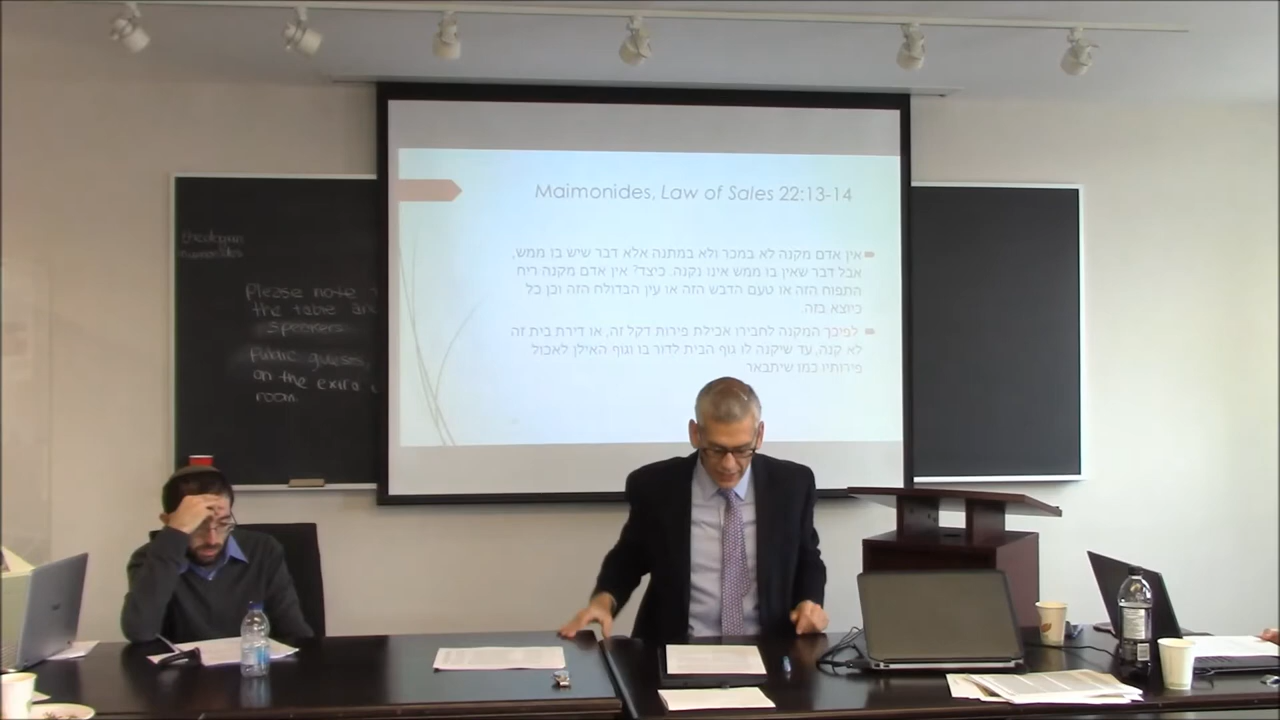 Maimonides, Law of Sales 22:13-14
אין אדם מקנה לא במכר ולא במתנה אלא דבר שיש בו ממש,
אבל דבר שאין בו ממש אינו נקנה. כיצד? אין אדם מקנה ריח
התפוח הזה או טעם הדבש הזה או עין הבדולח הזה וכן כל
כיוצא בזה.
לפיכך המקנה לחבירו אכילת פירות דקל זה, או דירת בית זה
לא קנה, עד שיקנה לו גוף הבית לדור בו וגוף האילן לאכול
פירותיו כמו שיתבאר
Please note
the table
speakers
Public guests,
on the extra
room.